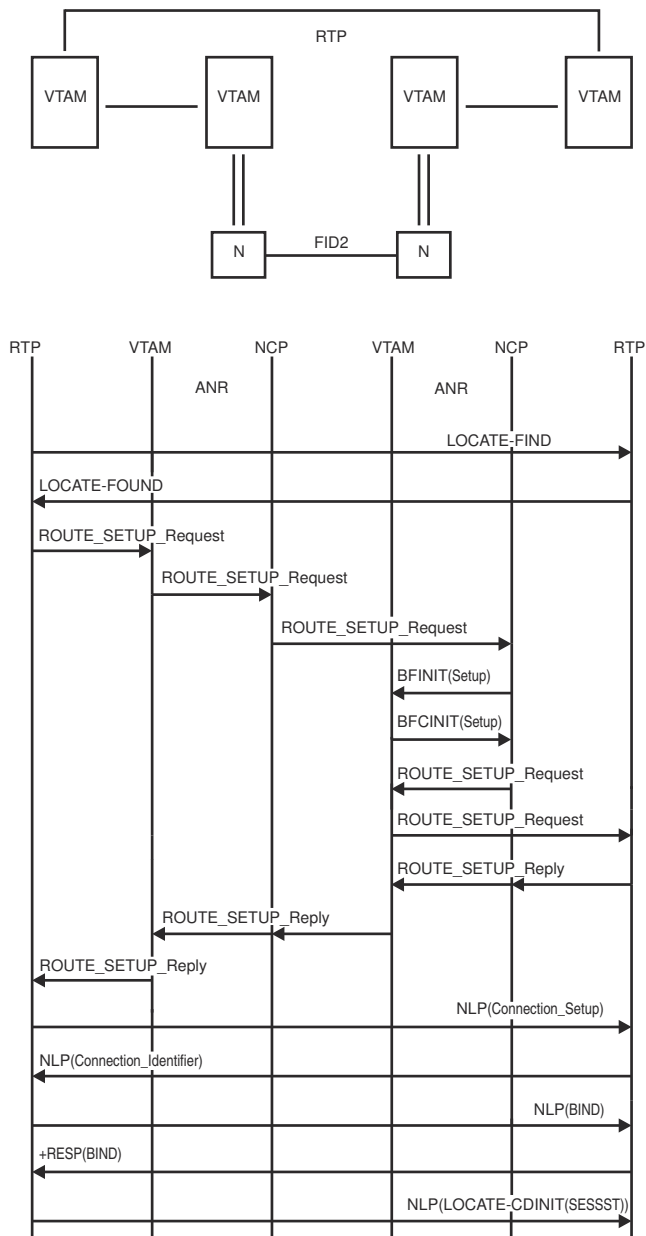 RTP
VTAM VTAM VTAM VTAM
N FID2 N
RTP VTAM NCP VTAM NCP RTP
ANR ANR
LOCATE-FIND
LOCATE-FOUND
ROUTE_SETUP_Request
ROUTE_SETUP_Request
ROUTE_SETUP_Request
BFINIT(Setup)
BFCINIT(Setup)
ROUTE_SETUP_Request
ROUTE_SETUP_Request
ROUTE_SETUP_Reply
ROUTE_SETUP_Reply
ROUTE_SETUP_Reply
NLP(Connection_Setup)
NLP(Connection_Identifier)
NLP(BIND)
+RESP(BIND)
NLP(LOCATE-CDINIT(SESSST))